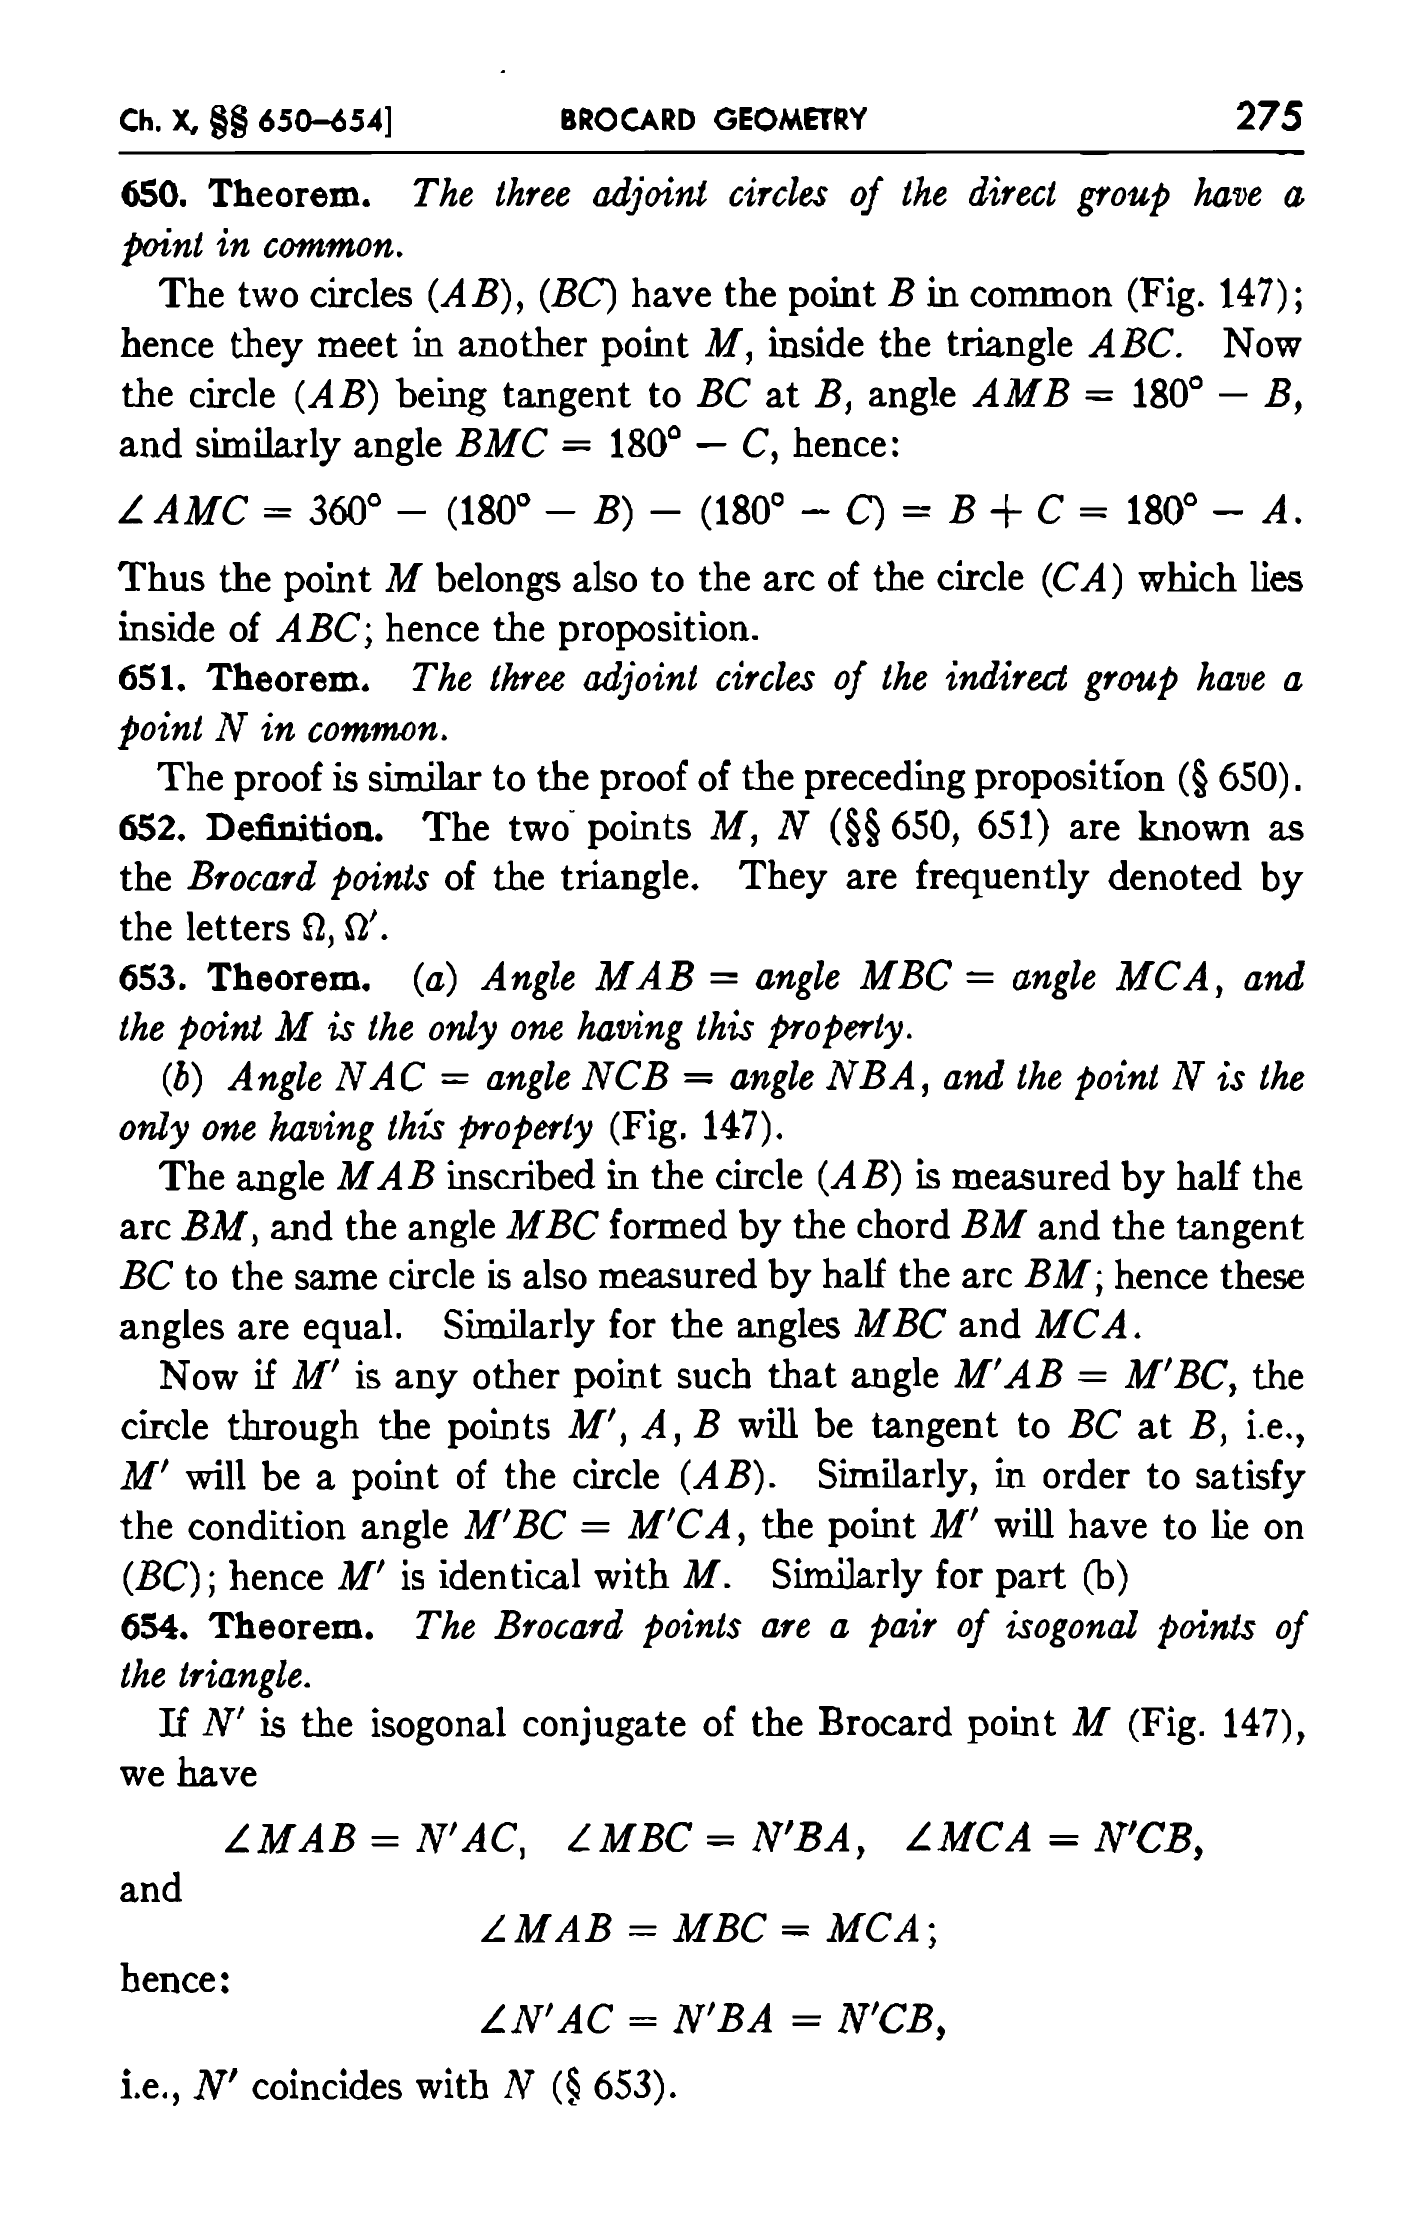 Ch. X, §§ 650–654] BROCARD GEOMETRY 275
650. Theorem. The three adjoint circles of the direct group have a
point in common.
The two circles (AB), (BC) have the point B in common (Fig. 147);
hence they meet in another point M, inside the triangle ABC. Now
the circle (AB) being tangent to BC at B, angle AMB = 180° − B,
and similarly angle BMC = 180° − C, hence:
∠AMC = 360° − (180° − B) − (180° − C) = B + C = 180° − A.
Thus the point M belongs also to the arc of the circle (CA) which lies
inside of ABC; hence the proposition.
651. Theorem. The three adjoint circles of the indirect group have a
point N in common.
The proof is similar to the proof of the preceding proposition (§ 650).
652. Definition. The two points M, N (§§ 650, 651) are known as
the Brocard points of the triangle. They are frequently denoted by
the letters Ω, Ω′.
653. Theorem. (a) Angle MAB = angle MBC = angle MCA, and
the point M is the only one having this property.
(b) Angle NAC = angle NCB = angle NBA, and the point N is the
only one having this property (Fig. 147).
The angle MAB inscribed in the circle (AB) is measured by half the
arc BM, and the angle MBC formed by the chord BM and the tangent
BC to the same circle is also measured by half the arc BM; hence these
angles are equal. Similarly for the angles MBC and MCA.
Now if M′ is any other point such that angle M′AB = M′BC, the
circle through the points M′, A, B will be tangent to BC at B, i.e.,
M′ will be a point of the circle (AB). Similarly, in order to satisfy
the condition angle M′BC = M′CA, the point M′ will have to lie on
(BC); hence M′ is identical with M. Similarly for part (b)
654. Theorem. The Brocard points are a pair of isogonal points of
the triangle.
If N′ is the isogonal conjugate of the Brocard point M (Fig. 147),
we have
∠MAB = N′AC, ∠MBC = N′BA, ∠MCA = N′CB,
and
∠MAB = MBC = MCA;
hence:
∠N′AC = N′BA = N′CB,
i.e., N′ coincides with N (§ 653).